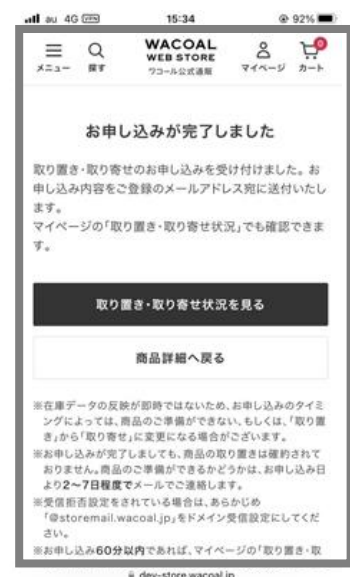 au 4G VPN 15:34 92%
メニュー 探す WACOAL WEB STORE ワコール公式通販 マイページ カート 0
お申し込みが完了しました
取り置き・取り寄せのお申し込みを受け付けました。お
申し込み内容をご登録のメールアドレス宛に送付いたし
ます。
マイページの「取り置き・取り寄せ状況」でも確認できま
す。
取り置き・取り寄せ状況を見る
商品詳細へ戻る
※在庫データの反映が即時ではないため、お申し込みのタイミ
ングによっては、商品のご準備ができない、もしくは、「取り置
き」から「取り寄せ」に変更になる場合がございます。
※お申し込みが完了しましても、商品の取り置きは確約されて
おりません。商品のご準備ができるかどうかは、お申し込み日
より2〜7日程度でメールでご連絡します。
※受信拒否設定をされている場合は、あらかじめ
「@storemail.wacoal.jp」をドメイン受信設定にしてくだ
さい。
※お申し込み60分以内であれば、マイページの「取り置き・取
dev-store.wacoal.jp